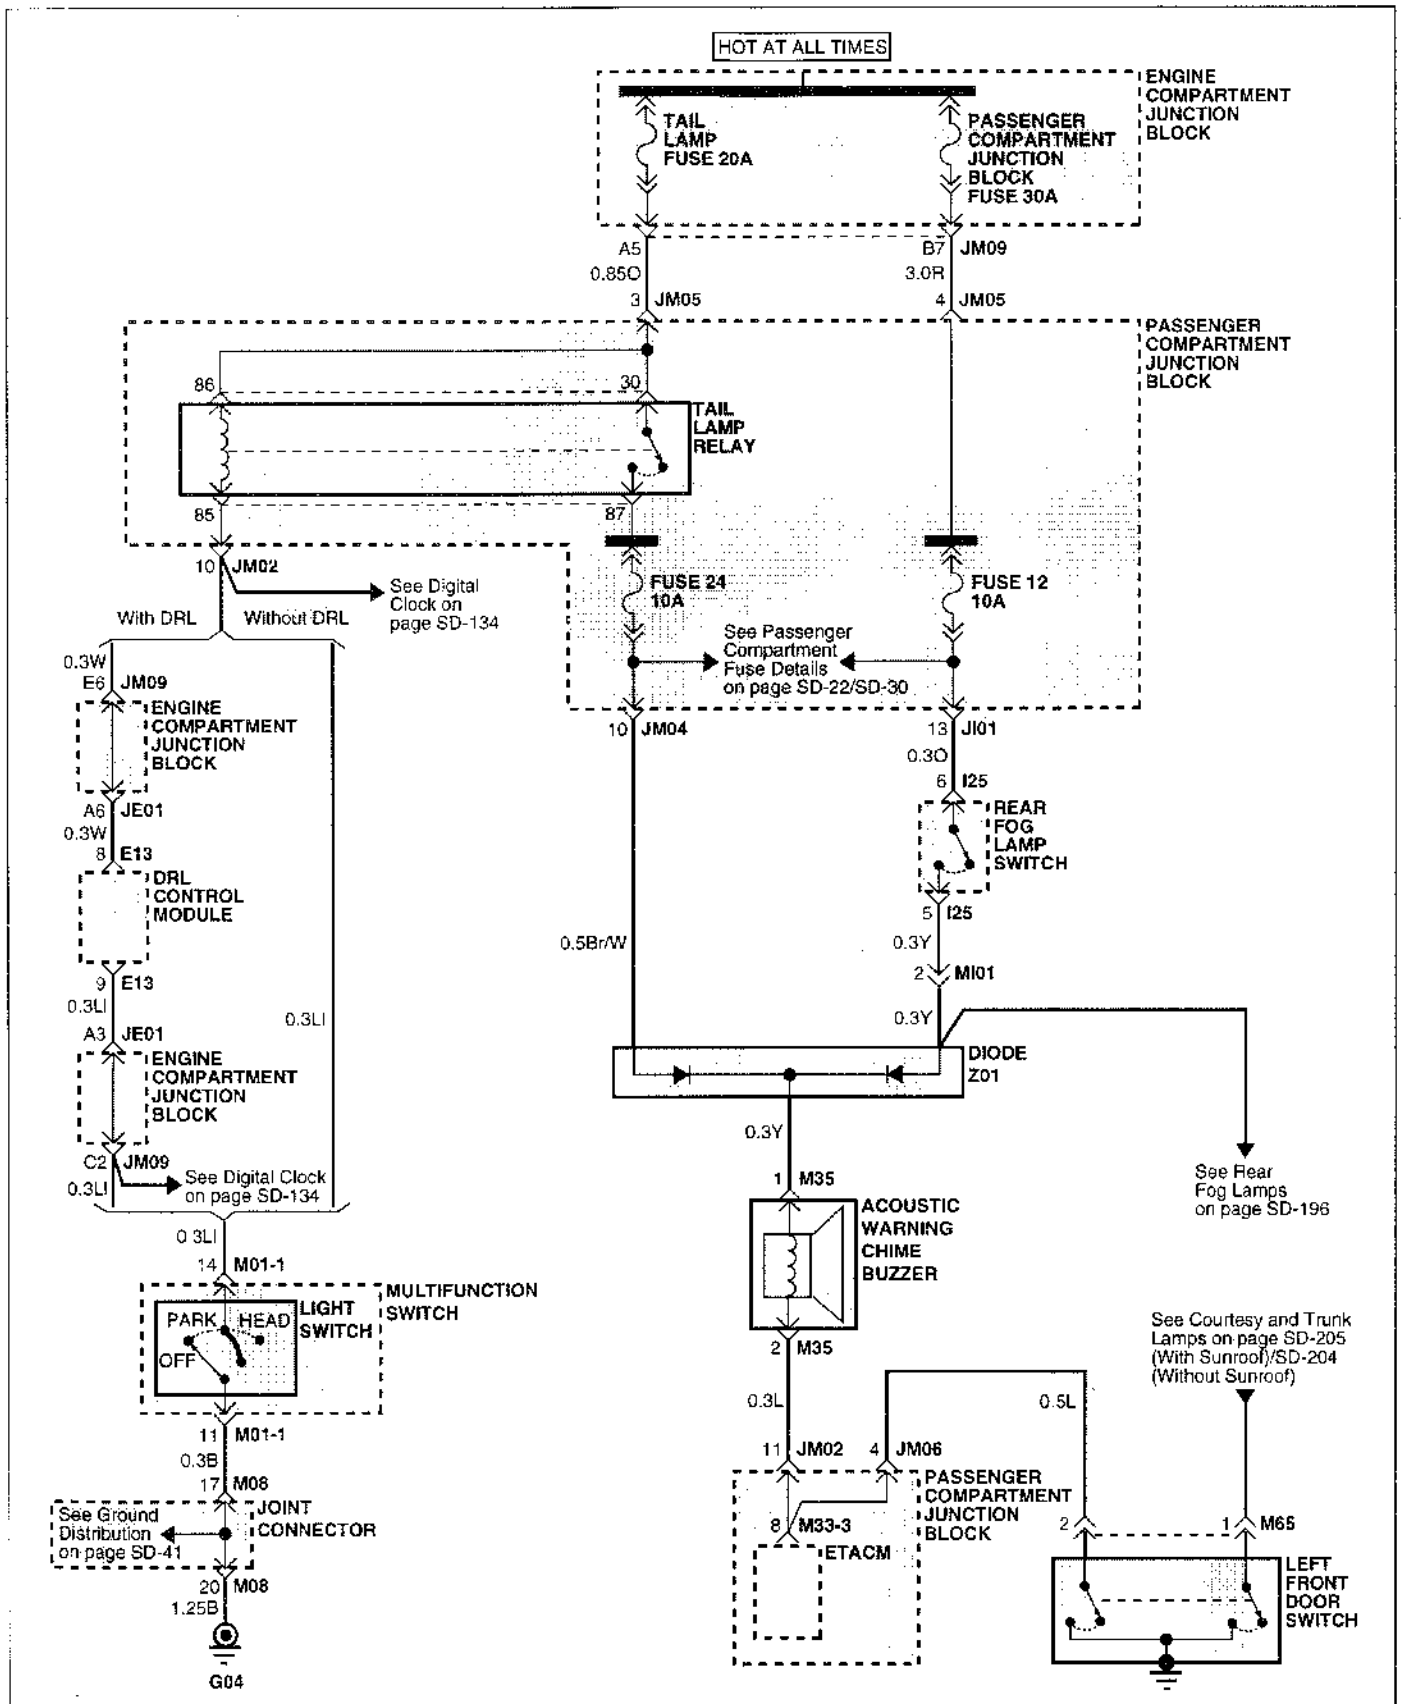 HOT AT ALL TIMES
ENGINE
COMPARTMENT
JUNCTION
BLOCK
TAIL
LAMP
FUSE 20A
PASSENGER
COMPARTMENT
JUNCTION
BLOCK
FUSE 30A
A5
B7 JM09
0.85O
3.0R
3 JM05
4 JM05
PASSENGER
COMPARTMENT
JUNCTION
BLOCK
86
30
TAIL
LAMP
RELAY
85
87
10 JM02
See Digital
Clock on
page SD-134
FUSE 24
10A
FUSE 12
10A
With DRL
Without DRL
See Passenger
Compartment
Fuse Details
on page SD-22/SD-30
0.3W
E6 JM09
ENGINE
COMPARTMENT
JUNCTION
BLOCK
10 JM04
13 JI01
0.3O
6 I25
A6 JE01
0.3W
8 E13
REAR
FOG
LAMP
SWITCH
DRL
CONTROL
MODULE
5 I25
0.5Br/W
0.3Y
2 MI01
9 E13
0.3LI
0.3LI
0.3Y
A3 JE01
ENGINE
COMPARTMENT
JUNCTION
BLOCK
DIODE
Z01
0.3Y
C2 JM09
0.3LI
See Digital Clock
on page SD-134
1 M35
See Rear
Fog Lamps
on page SD-196
ACOUSTIC
WARNING
CHIME
BUZZER
0.3LI
14 M01-1
MULTIFUNCTION
SWITCH
LIGHT
SWITCH
PARK
HEAD
OFF
2 M35
See Courtesy and Trunk
Lamps on page SD-205
(With Sunroof)/SD-204
(Without Sunroof)
0.3L
0.5L
11 M01-1
0.3B
17 M08
11 JM02
4 JM06
PASSENGER
COMPARTMENT
JUNCTION
BLOCK
See Ground
Distribution
on page SD-41
JOINT
CONNECTOR
8 M33-3
ETACM
2
1 M65
LEFT
FRONT
DOOR
SWITCH
20 M08
1.25B
G04